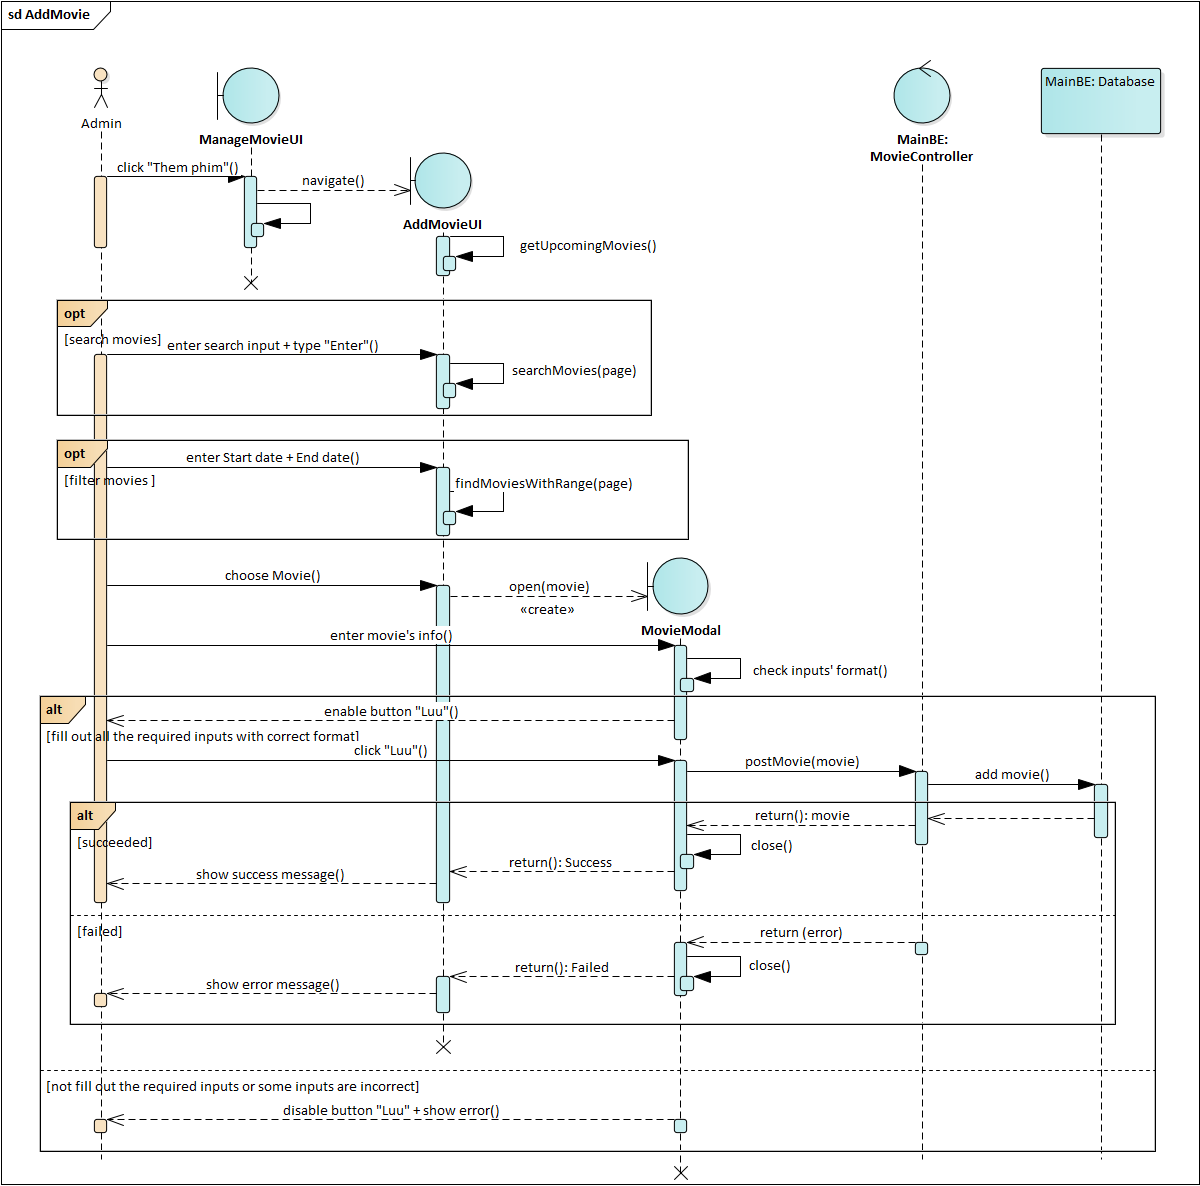 sd AddMovie
Admin
ManageMovieUI
MainBE:
MovieController
MainBE: Database
click "Them phim"()
navigate()
AddMovieUI
getUpcomingMovies()
opt
[search movies]
enter search input + type "Enter"()
searchMovies(page)
opt
enter Start date + End date()
[filter movies ]
findMoviesWithRange(page)
choose Movie()
open(movie)
«create»
MovieModal
enter movie's info()
check inputs' format()
alt
enable button "Luu"()
[fill out all the required inputs with correct format]
click "Luu"()
postMovie(movie)
add movie()
alt
return(): movie
[succeeded]
close()
return(): Success
show success message()
[failed]
return (error)
close()
return(): Failed
show error message()
[not fill out the required inputs or some inputs are incorrect]
disable button "Luu" + show error()